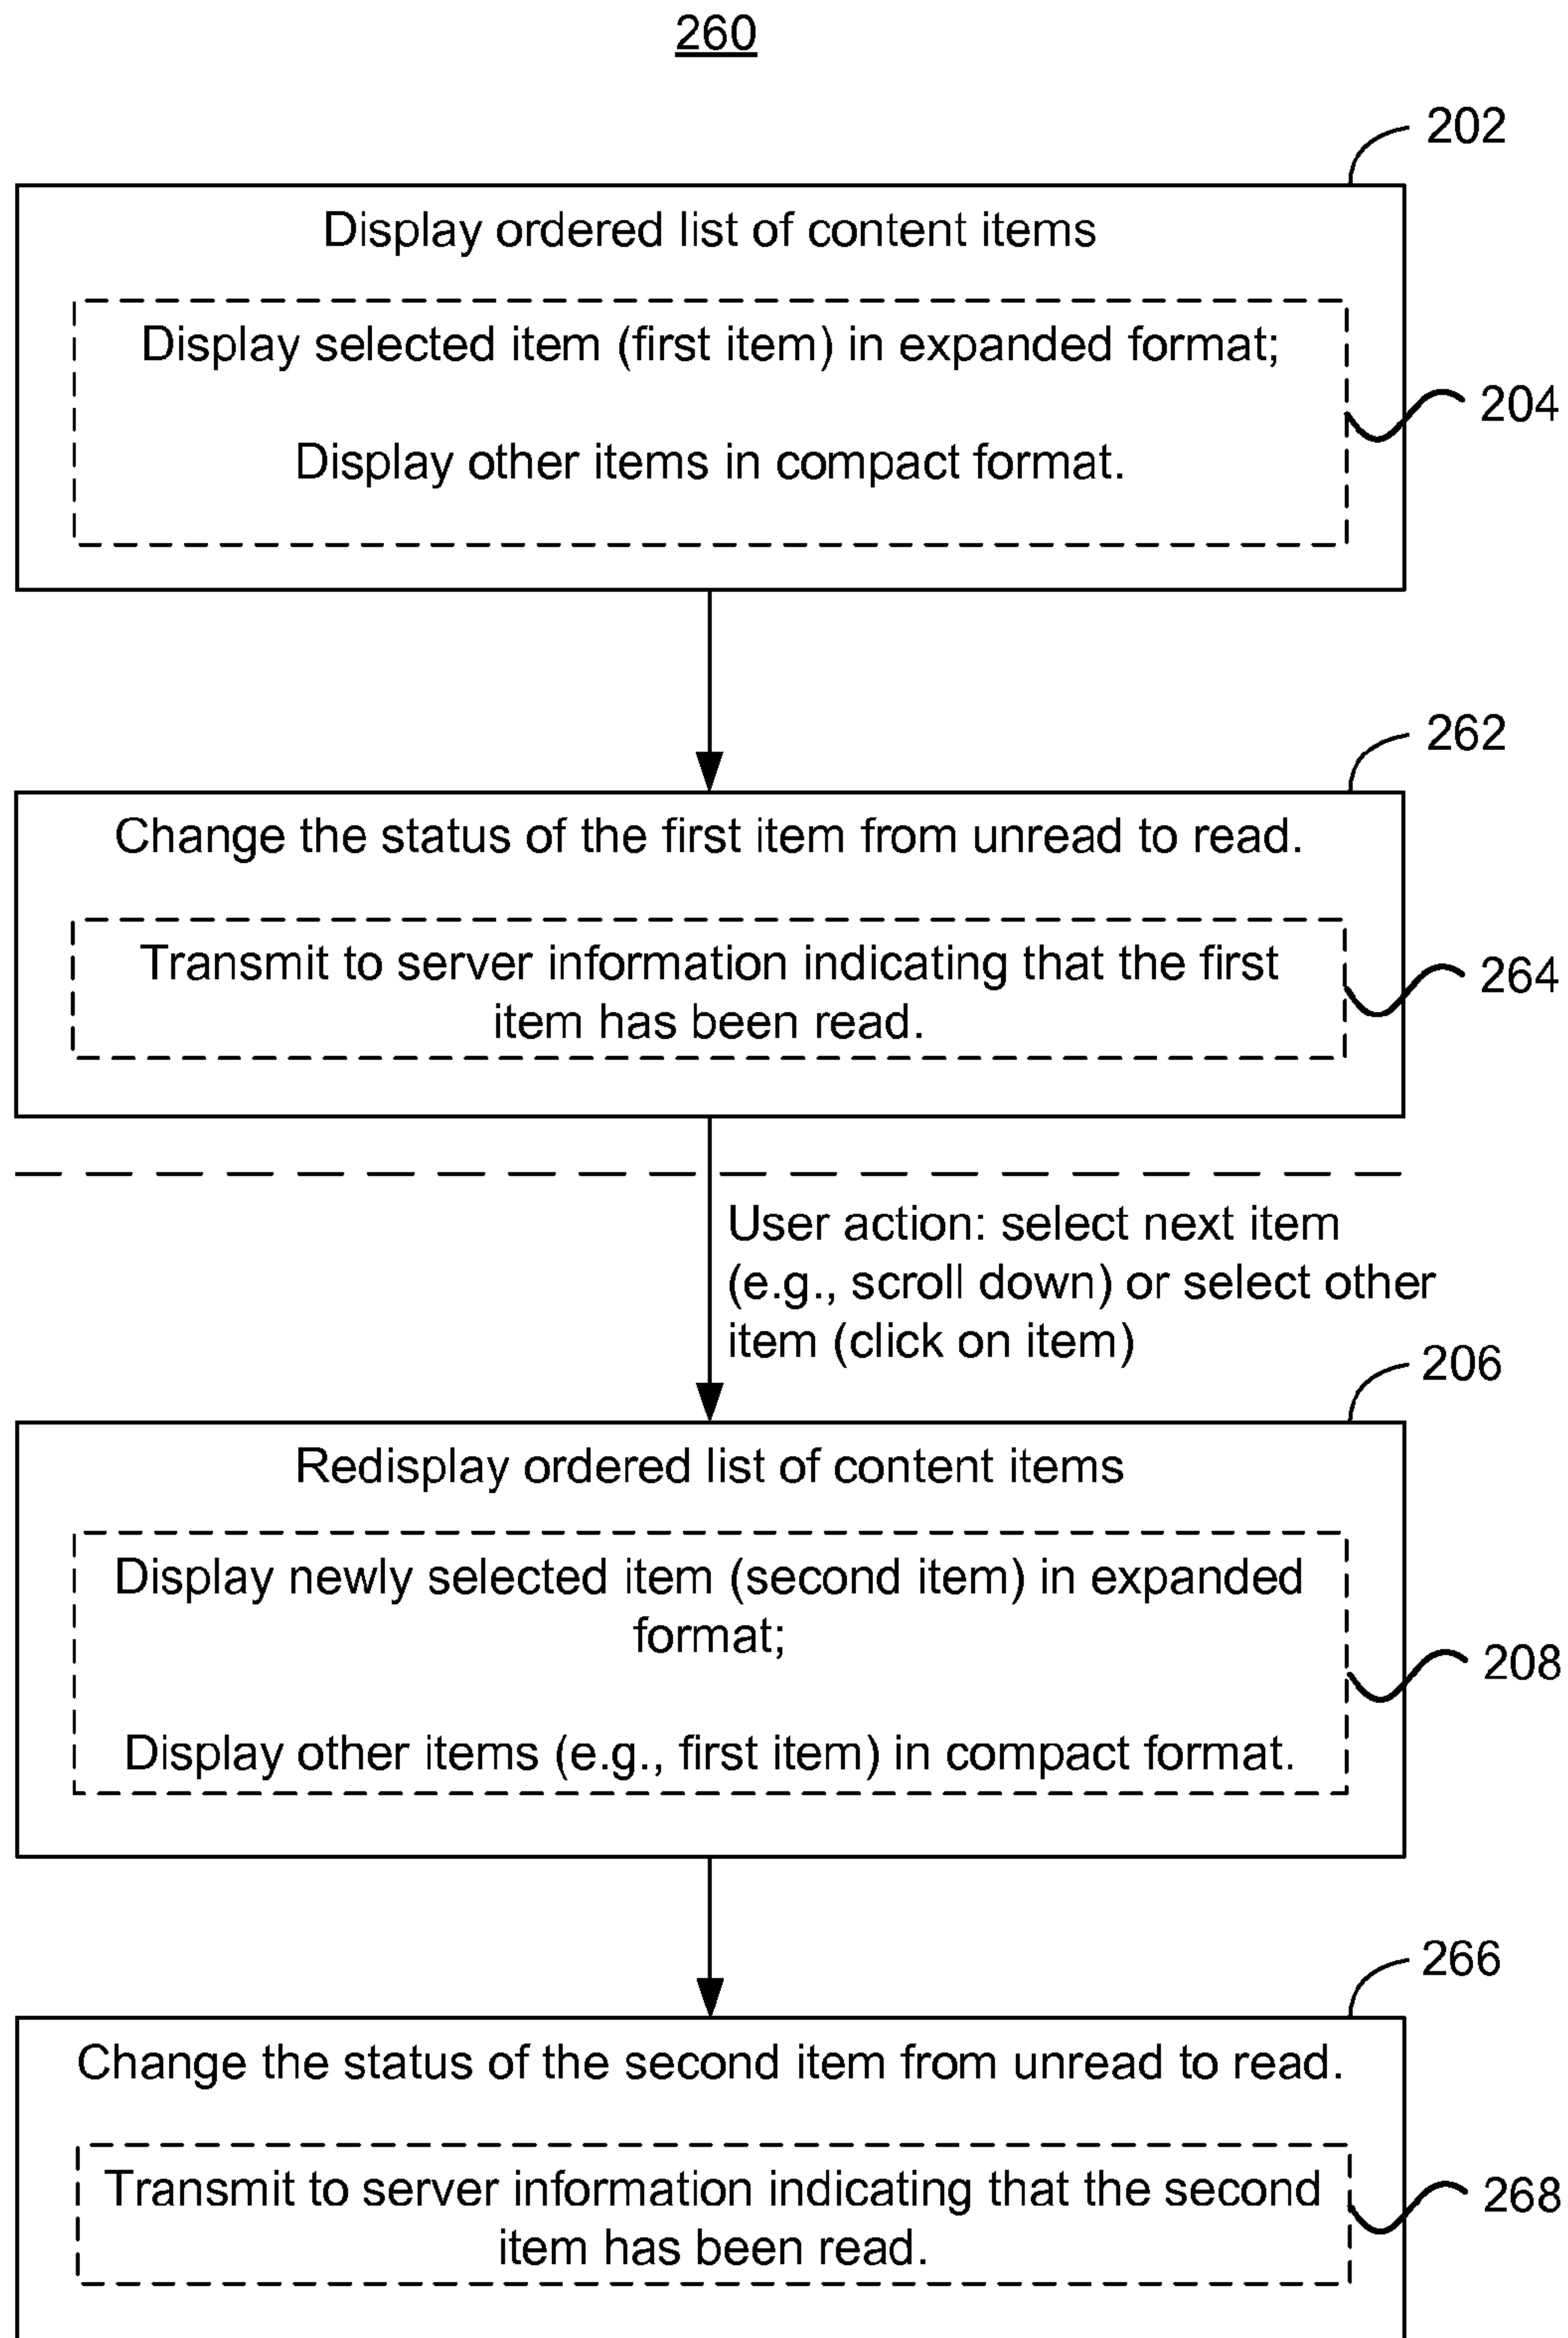 260
202
Display ordered list of content items
Display selected item (first item) in expanded format;
204
Display other items in compact format.
262
Change the status of the first item from unread to read.
Transmit to server information indicating that the first
264
item has been read.
User action: select next item
(e.g., scroll down) or select other
item (click on item)
206
Redisplay ordered list of content items
Display newly selected item (second item) in expanded
format;
208
Display other items (e.g., first item) in compact format.
266
Change the status of the second item from unread to read.
Transmit to server information indicating that the second
268
item has been read.